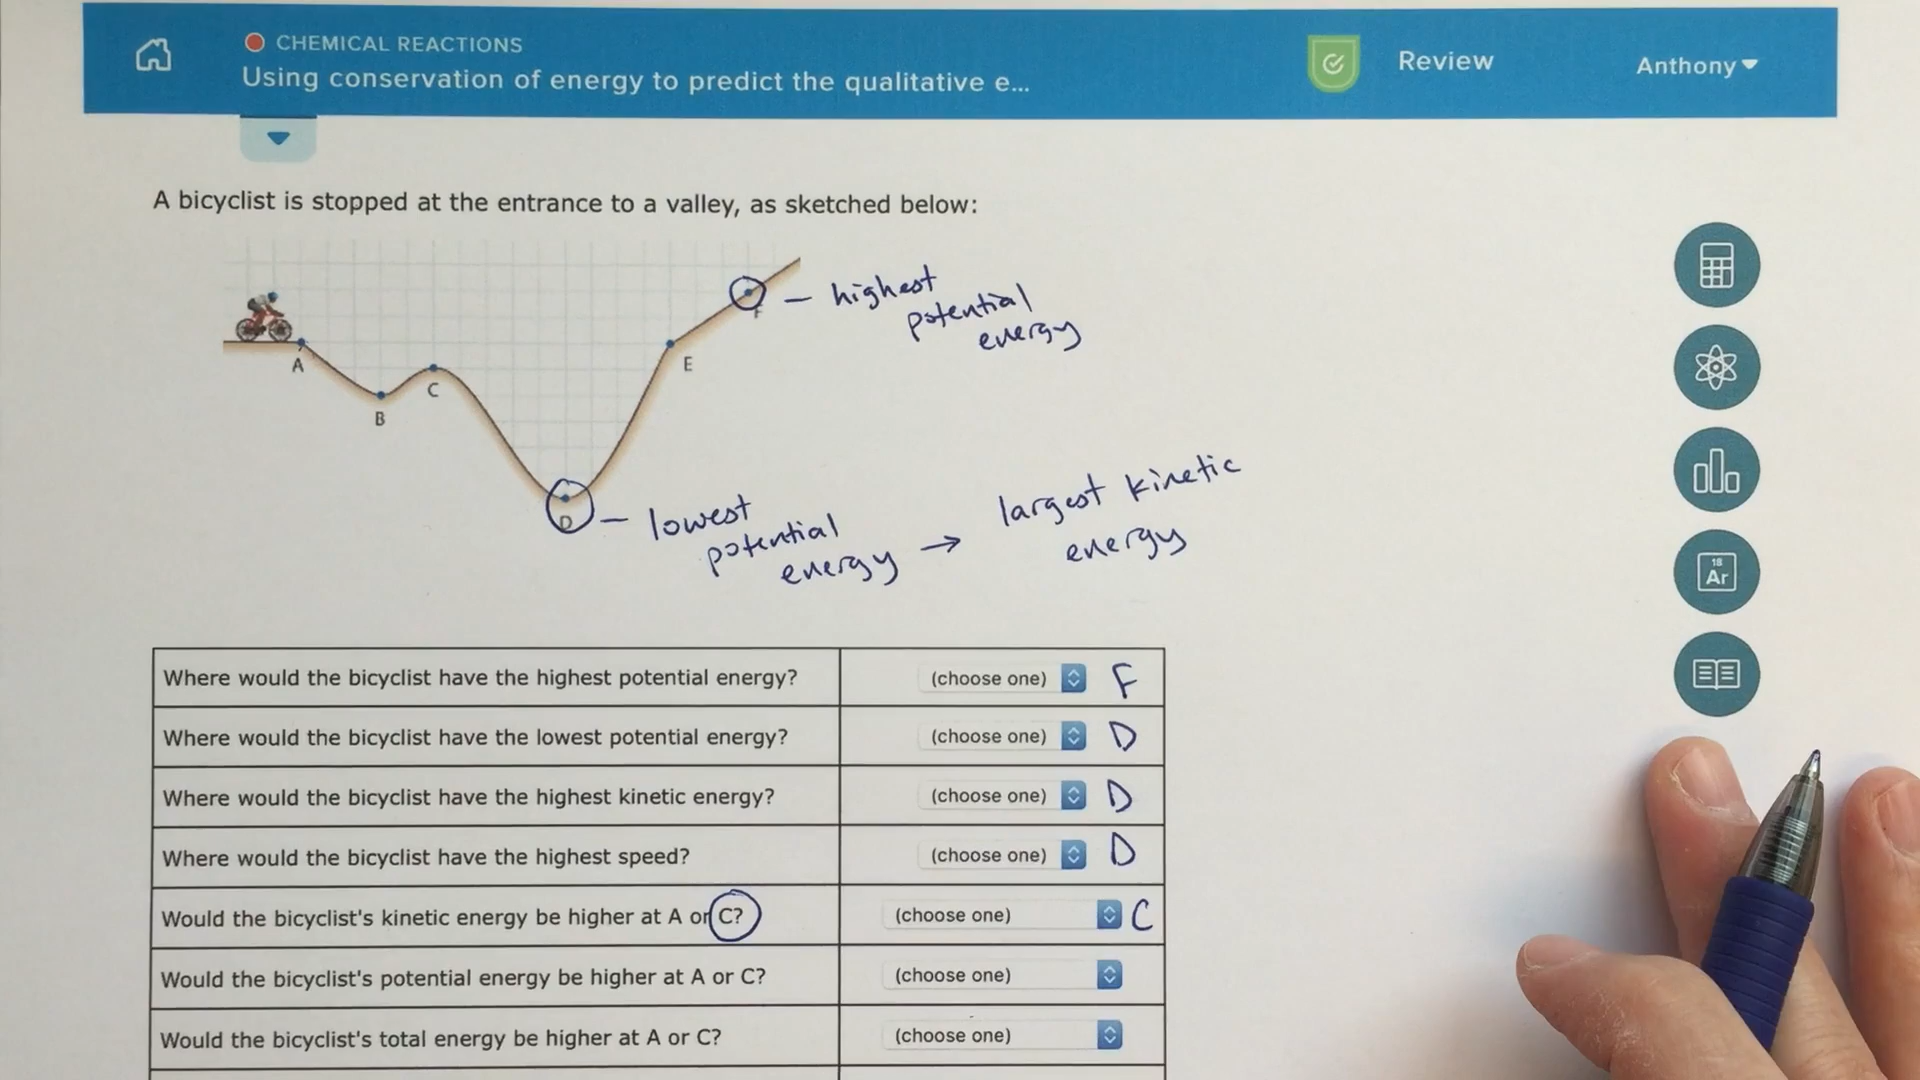 CHEMICAL REACTIONS
Using conservation of energy to predict the qualitative e...
Review
Anthony
A bicyclist is stopped at the entrance to a valley, as sketched below:
A
B
C
D
E
F
– highest
potential
energy
– lowest
potential
energy →
largest kinetic
energy
18
Ar
Where would the bicyclist have the highest potential energy? (choose one) F
Where would the bicyclist have the lowest potential energy? (choose one) D
Where would the bicyclist have the highest kinetic energy? (choose one) D
Where would the bicyclist have the highest speed? (choose one) D
Would the bicyclist's kinetic energy be higher at A or C? (choose one) C
Would the bicyclist's potential energy be higher at A or C? (choose one)
Would the bicyclist's total energy be higher at A or C? (choose one)